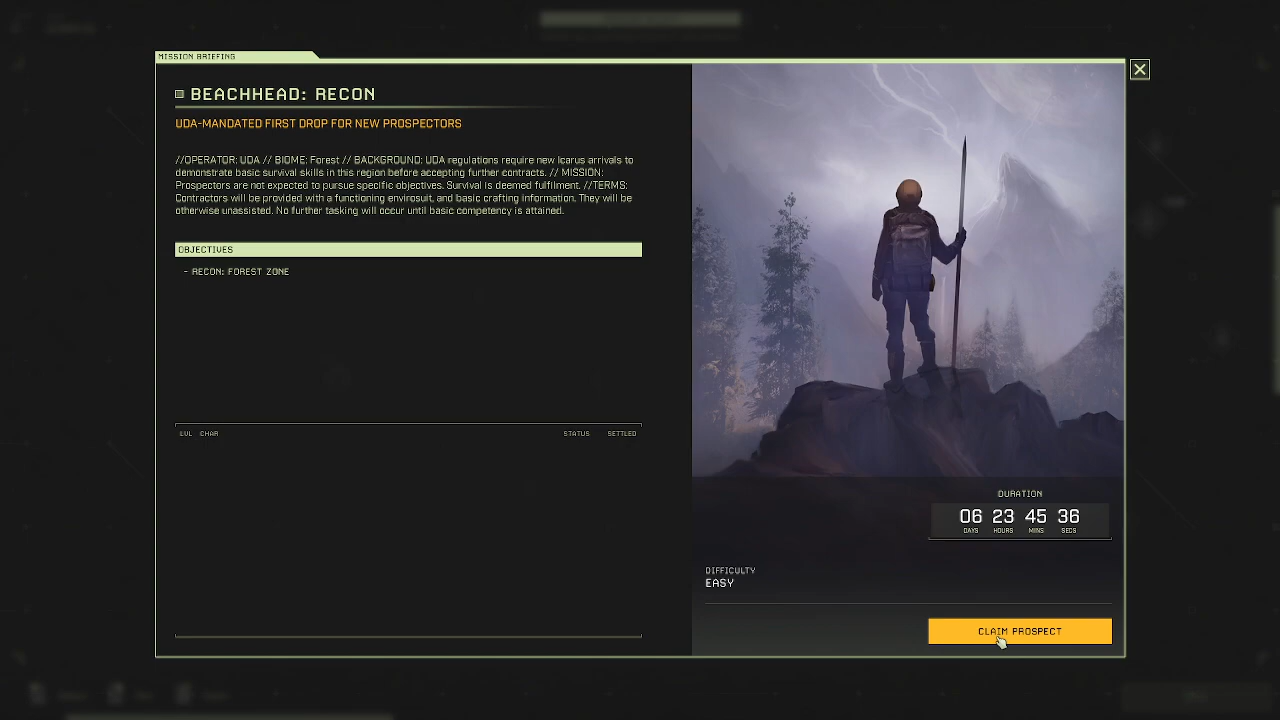 MISSION BRIEFING
BEACHHEAD: RECON
UDA-MANDATED FIRST DROP FOR NEW PROSPECTORS
//OPERATOR: UDA // BIOME: Forest // BACKGROUND: UDA regulations require new Icarus arrivals to
demonstrate basic survival skills in this region before accepting further contracts. // MISSION:
Prospectors are not expected to pursue specific objectives. Survival is deemed fulfilment. //TERMS:
Contractors will be provided with a functioning envirosuit, and basic crafting information. They will be
otherwise unassisted. No further tasking will occur until basic competency is attained.
OBJECTIVES
- RECON: FOREST ZONE
LVL CHAR STATUS SETTLED
DURATION
06 23 45 36
DAYS HOURS MINS SECS
DIFFICULTY
EASY
CLAIM PROSPECT